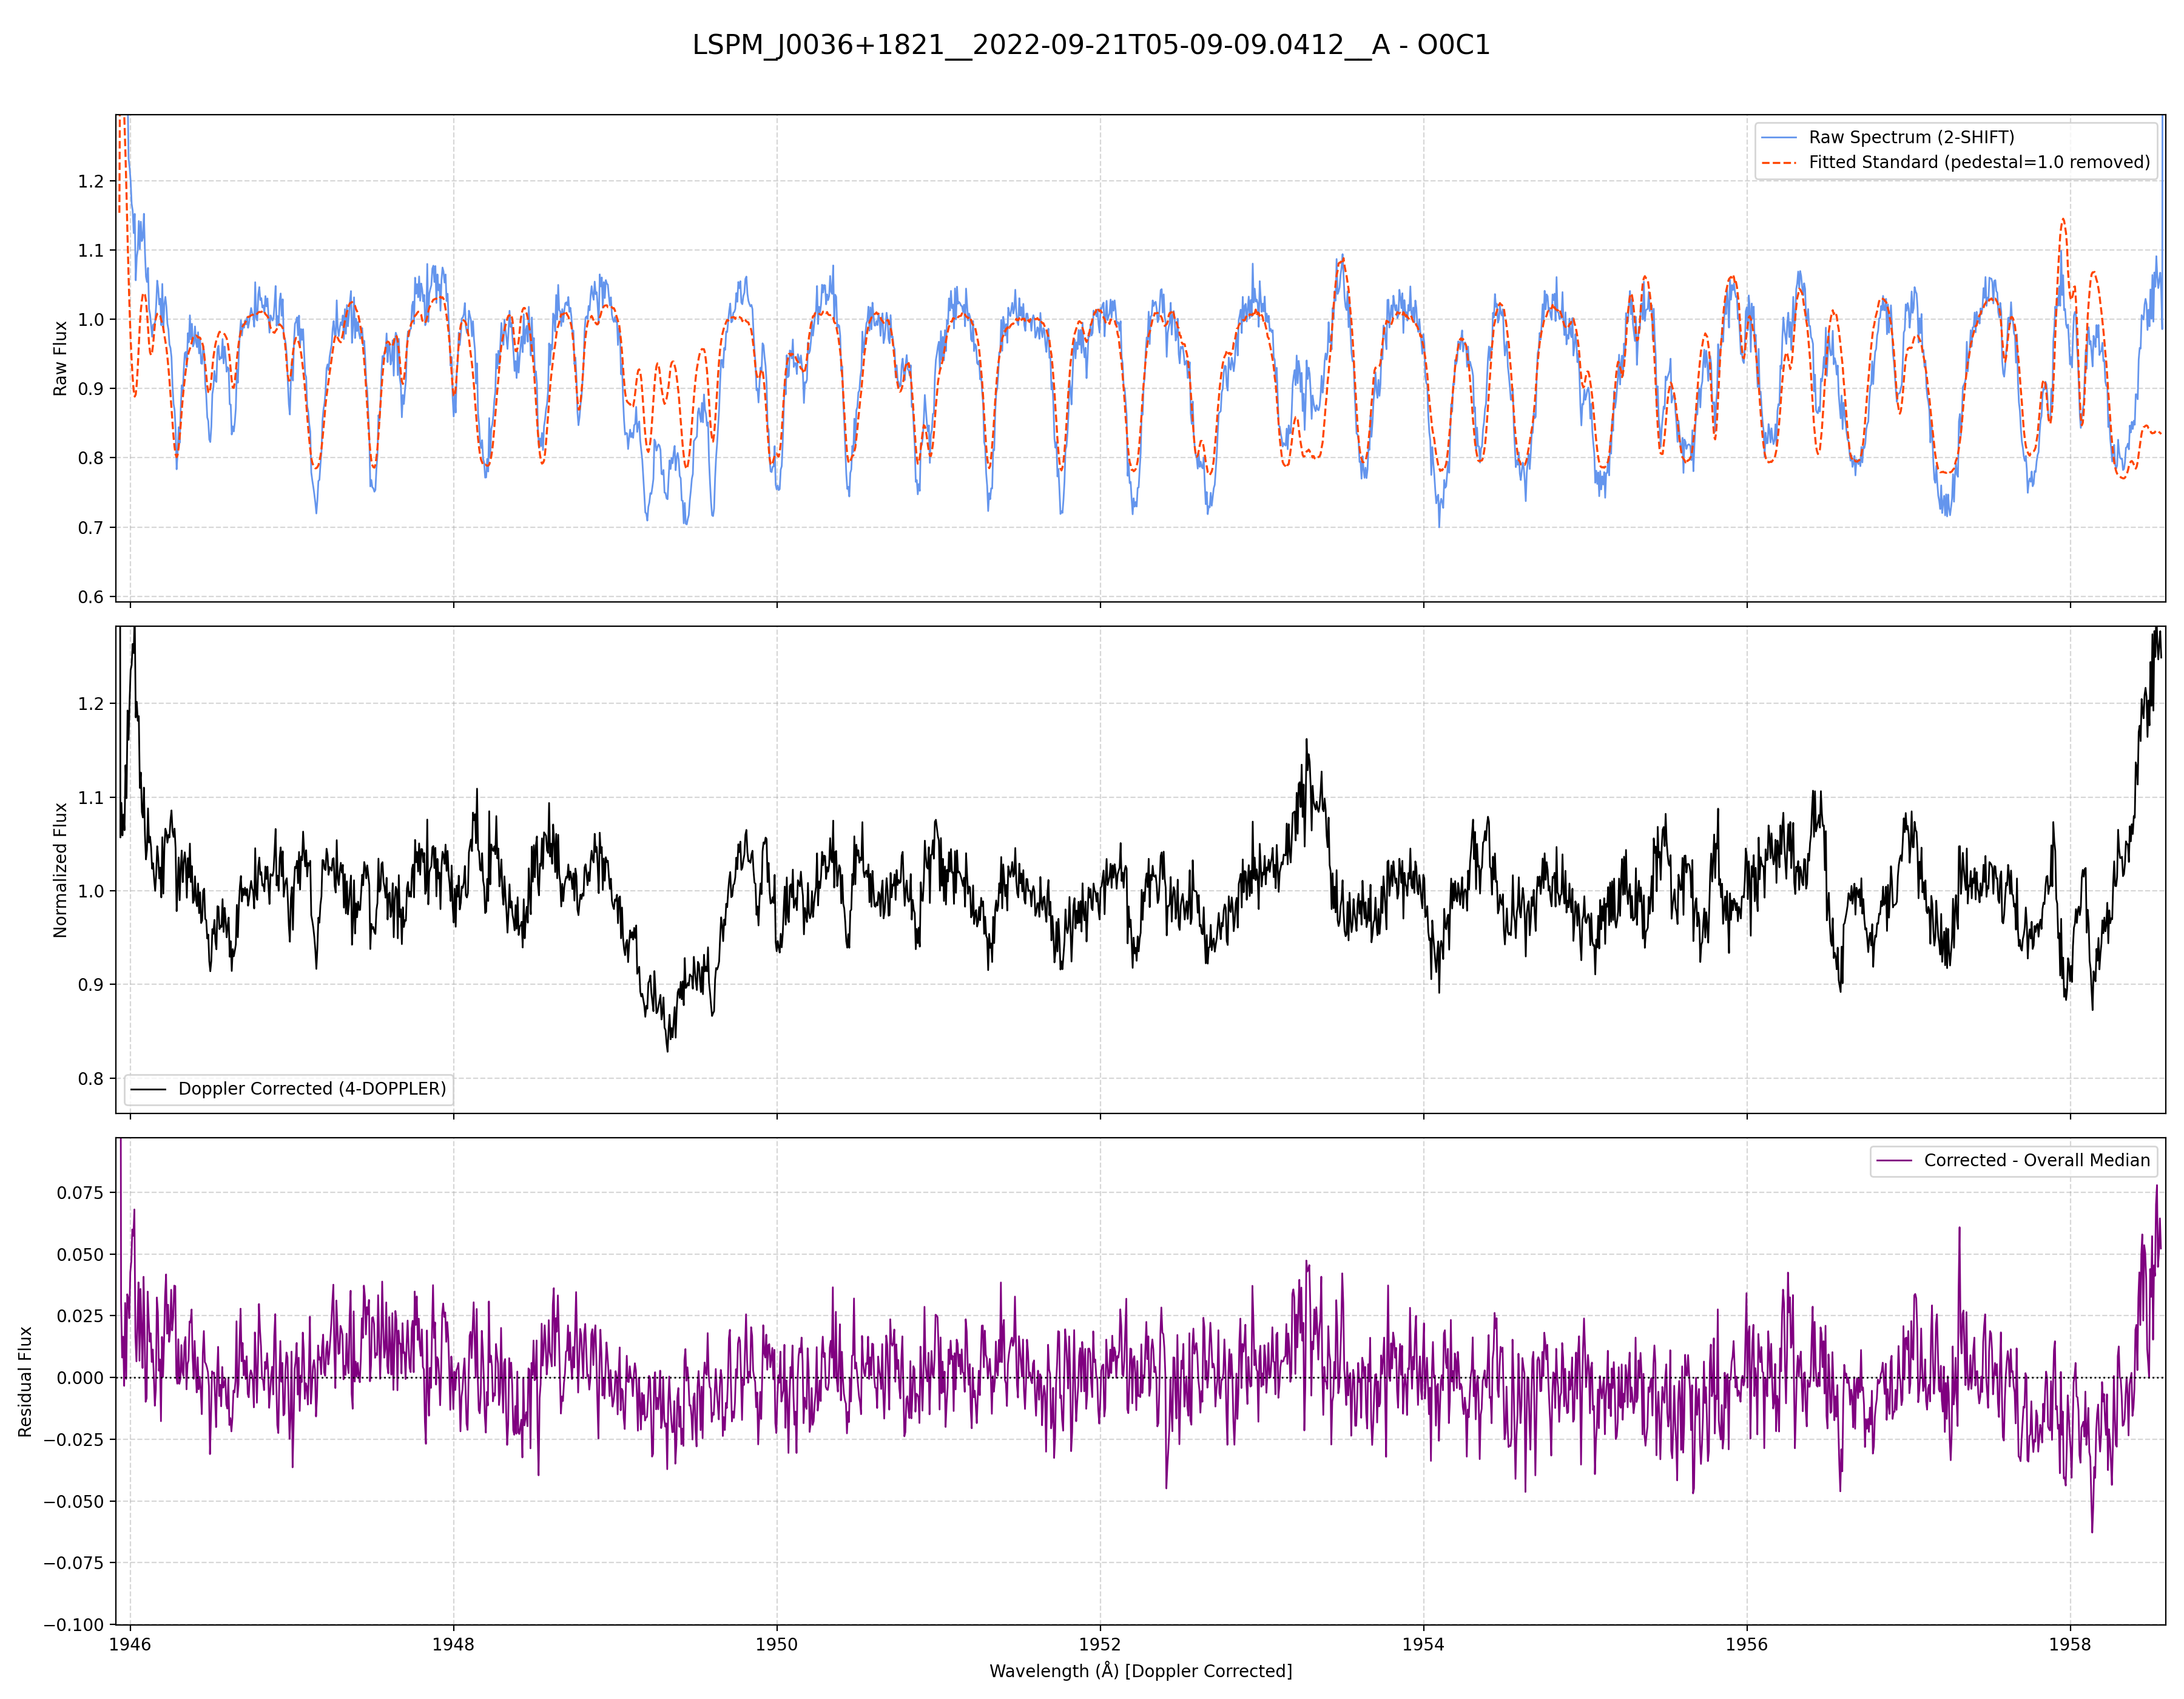 LSPM_J0036+1821__2022-09-21T05-09-09.0412__A - O0C1
Raw Spectrum (2-SHIFT)
Fitted Standard (pedestal=1.0 removed)
Raw Flux
1.2
1.1
1.0
0.9
0.8
0.7
0.6
Normalized Flux
1.2
1.1
1.0
0.9
0.8
Doppler Corrected (4-DOPPLER)
Corrected - Overall Median
Residual Flux
0.075
0.050
0.025
0.000
−0.025
−0.050
−0.075
−0.100
1946 1948 1950 1952 1954 1956 1958
Wavelength (Å) [Doppler Corrected]